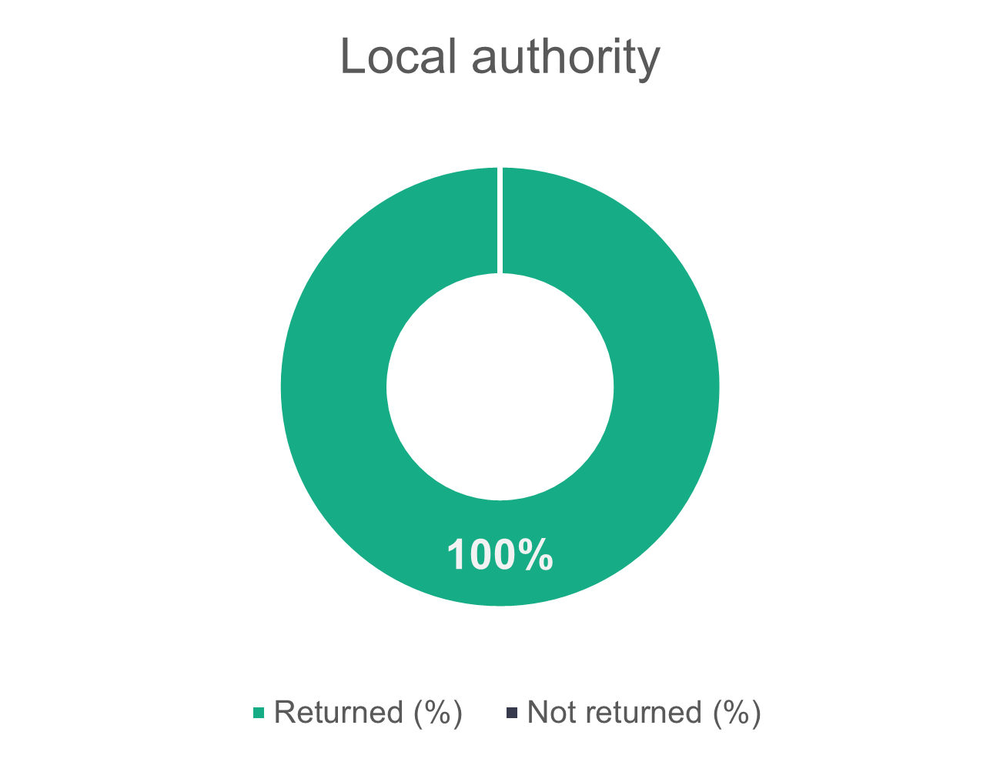 Local authority
100%
Returned (%) Not returned (%)